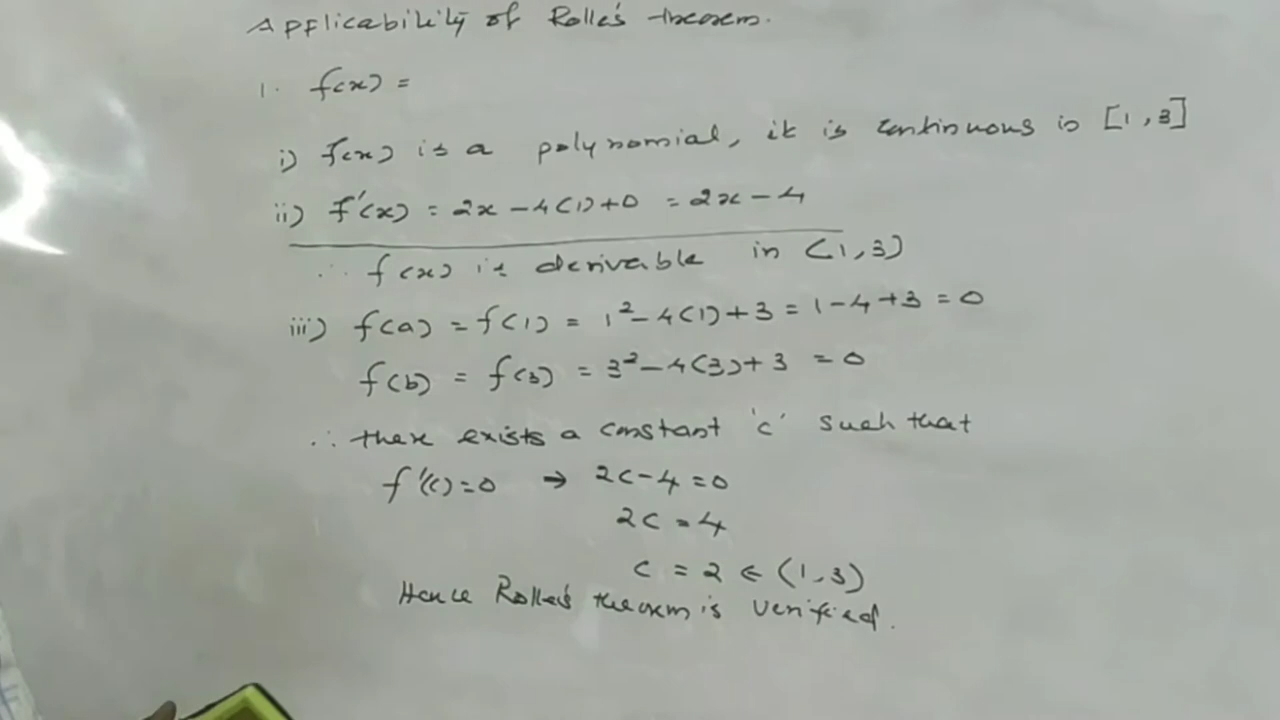 Applicability of Rolle's theorem.
1. f(x) =
i) f(x) is a polynomial, it is continuous is [1,3]
ii) f'(x) = 2x - 4(1)+0 = 2x - 4
∴ f(x) is derivable in (1,3)
iii) f(a) = f(1) = 1²-4(1)+3 = 1-4+3 = 0
f(b) = f(3) = 3²-4(3)+3 = 0
∴ there exists a constant 'c' such that
f'(c)=0 → 2c-4=0
2c = 4
c = 2 ∈ (1,3)
Hence Rolle's theorem is verified.